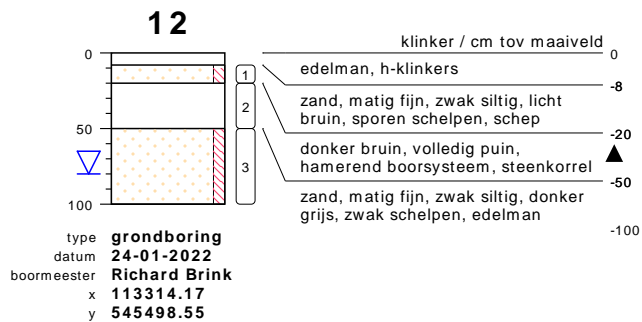 12
klinker / cm tov maaiveld
0
0
edelman, h-klinkers
-8
1
zand, matig fijn, zwak siltig, licht
bruin, sporen schelpen, schep
-20
2
50
donker bruin, volledig puin,
hamerend boorsysteem, steenkorrel
-50
3
zand, matig fijn, zwak siltig, donker
grijs, zwak schelpen, edelman
100
-100
type grondboring
datum 24-01-2022
boormeester Richard Brink
x 113314.17
y 545498.55